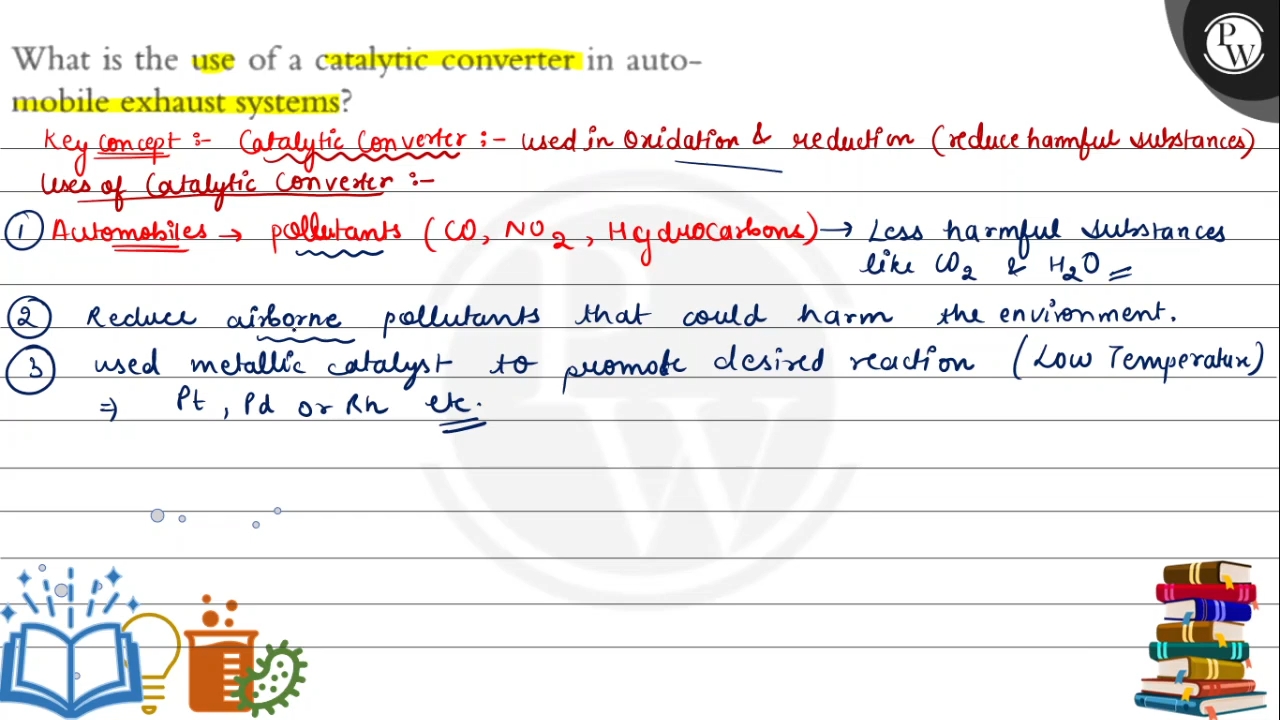 What is the use of a catalytic converter in auto-
mobile exhaust systems?
Key concept :- Catalytic Converter :- used in Oxidation & reduction (reduce harmful substances)
Uses of Catalytic Converter :-
① Automobiles → pollutants (CO, NO₂, Hydrocarbons) → Less harmful substances
like CO₂ & H₂O
② Reduce airborne pollutants that could harm the environment.
③ used metallic catalyst to promote desired reaction (Low Temperature)
⇒ Pt, Pd or Rh etc.
PW
PW